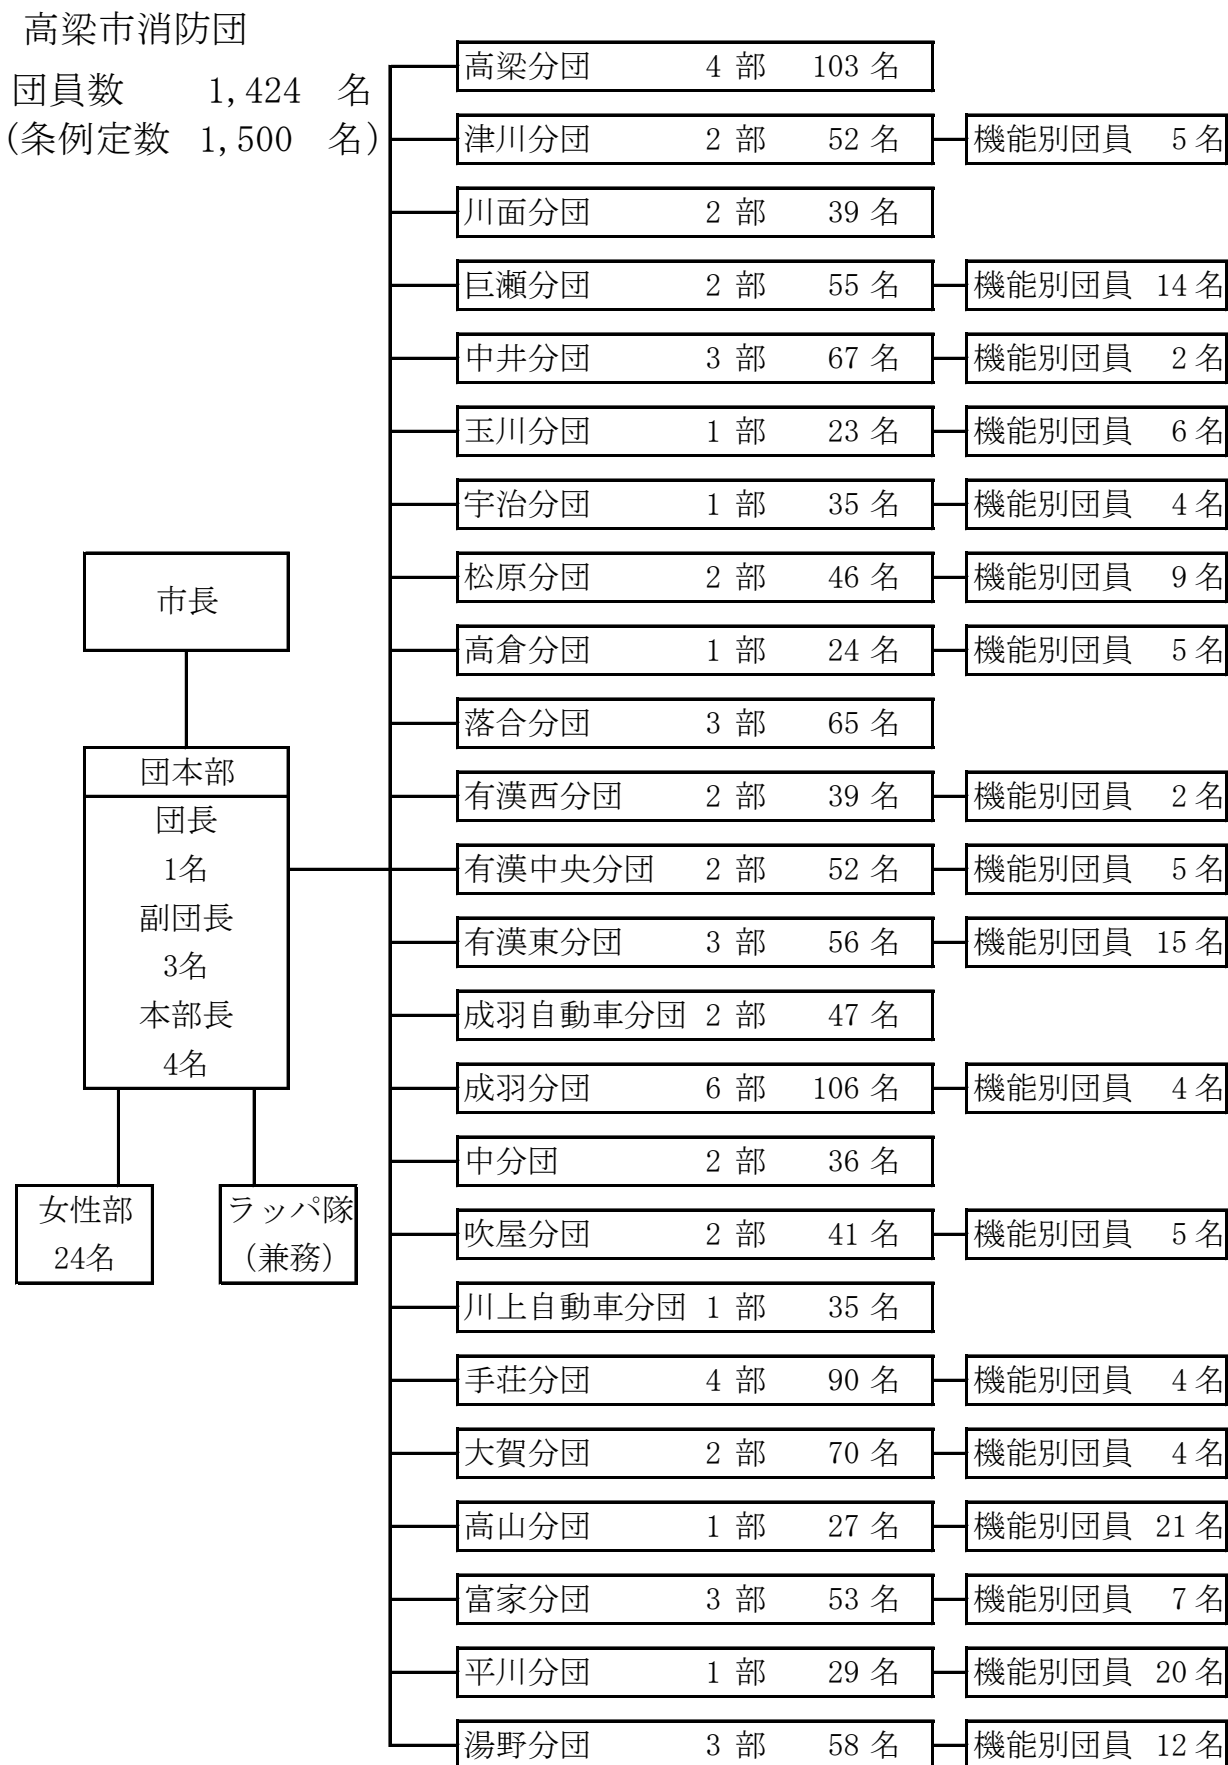 高梁市消防団
団員数 1,424 名
(条例定数 1,500 名)
高梁分団 4 部 103 名
津川分団 2 部 52 名 機能別団員 5 名
川面分団 2 部 39 名
巨瀬分団 2 部 55 名 機能別団員 14 名
中井分団 3 部 67 名 機能別団員 2 名
玉川分団 1 部 23 名 機能別団員 6 名
宇治分団 1 部 35 名 機能別団員 4 名
松原分団 2 部 46 名 機能別団員 9 名
高倉分団 1 部 24 名 機能別団員 5 名
落合分団 3 部 65 名
有漢西分団 2 部 39 名 機能別団員 2 名
有漢中央分団 2 部 52 名 機能別団員 5 名
有漢東分団 3 部 56 名 機能別団員 15 名
成羽自動車分団 2 部 47 名
成羽分団 6 部 106 名 機能別団員 4 名
中分団 2 部 36 名
吹屋分団 2 部 41 名 機能別団員 5 名
川上自動車分団 1 部 35 名
手荘分団 4 部 90 名 機能別団員 4 名
大賀分団 2 部 70 名 機能別団員 4 名
高山分団 1 部 27 名 機能別団員 21 名
富家分団 3 部 53 名 機能別団員 7 名
平川分団 1 部 29 名 機能別団員 20 名
湯野分団 3 部 58 名 機能別団員 12 名
市長
団本部
団長
1名
副団長
3名
本部長
4名
女性部
24名
ラッパ隊
(兼務)